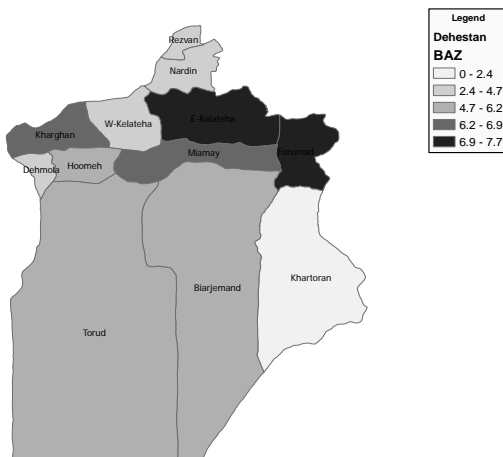 Legend
Dehestan
BAZ
0 - 2.4
2.4 - 4.7
4.7 - 6.2
6.2 - 6.9
6.9 - 7.7
Rezvan
Nardin
E-Kelateha
W-Kelateha
Kharghan
Forumad
Miamay
Hoomeh
Dehmola
Khartoran
Biarjemand
Torud